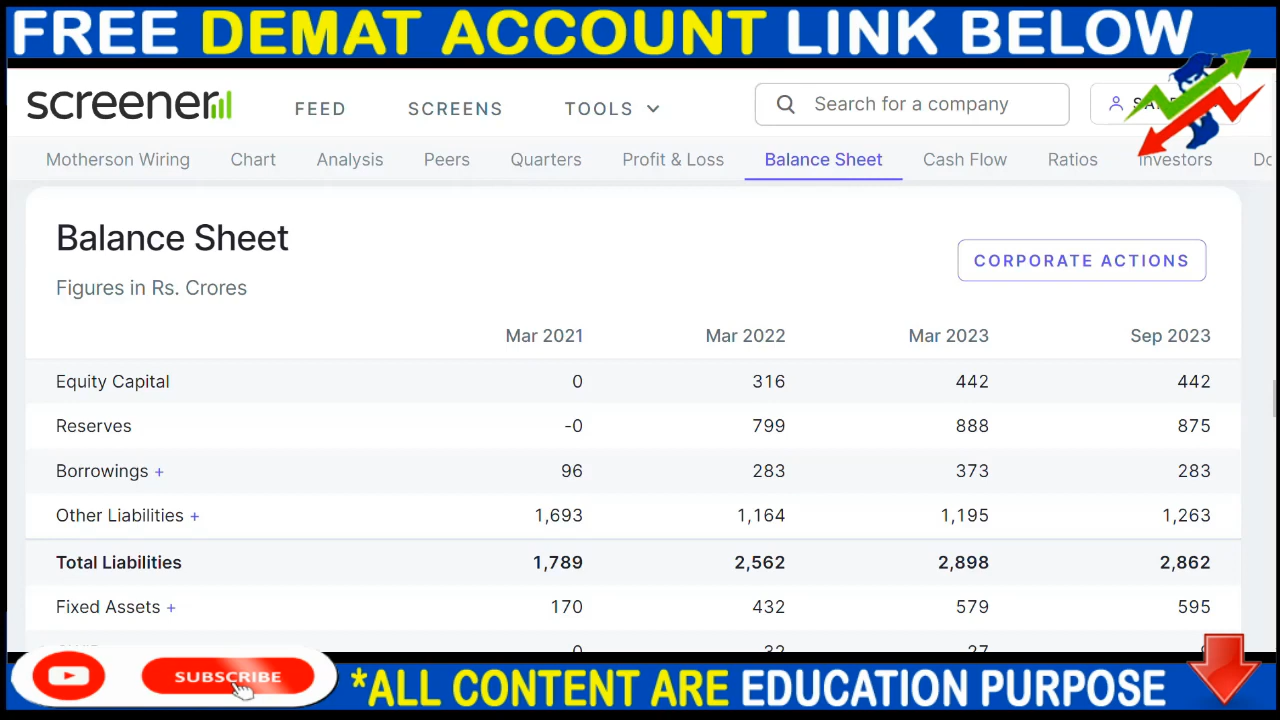 FREE DEMAT ACCOUNT LINK BELOW
screener
FEED SCREENS TOOLS Search for a company
Motherson Wiring Chart Analysis Peers Quarters Profit & Loss Balance Sheet Cash Flow Ratios Investors
Balance Sheet
CORPORATE ACTIONS
Figures in Rs. Crores
Mar 2021 Mar 2022 Mar 2023 Sep 2023
Equity Capital 0 316 442 442
Reserves -0 799 888 875
Borrowings + 96 283 373 283
Other Liabilities + 1,693 1,164 1,195 1,263
Total Liabilities 1,789 2,562 2,898 2,862
Fixed Assets + 170 432 579 595
SUBSCRIBE
*ALL CONTENT ARE EDUCATION PURPOSE